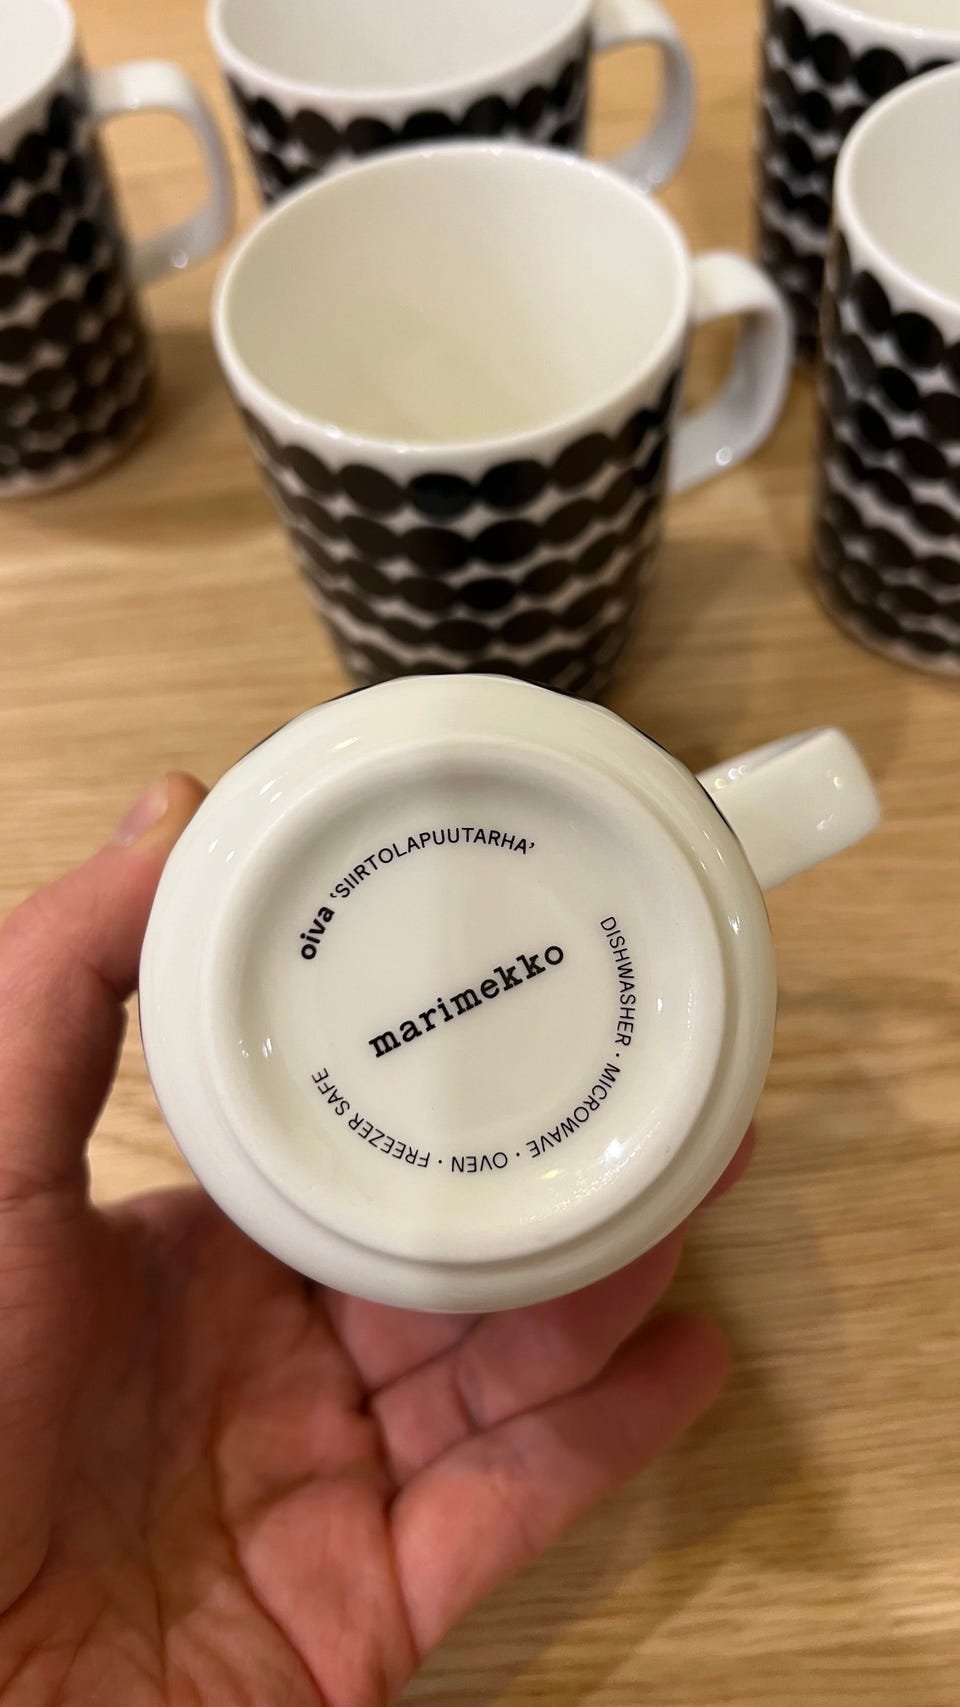 oiva ‘SIIRTOLAPUUTARHA’
marimekko
DISHWASHER · MICROWAVE · OVEN · FREEZER SAFE